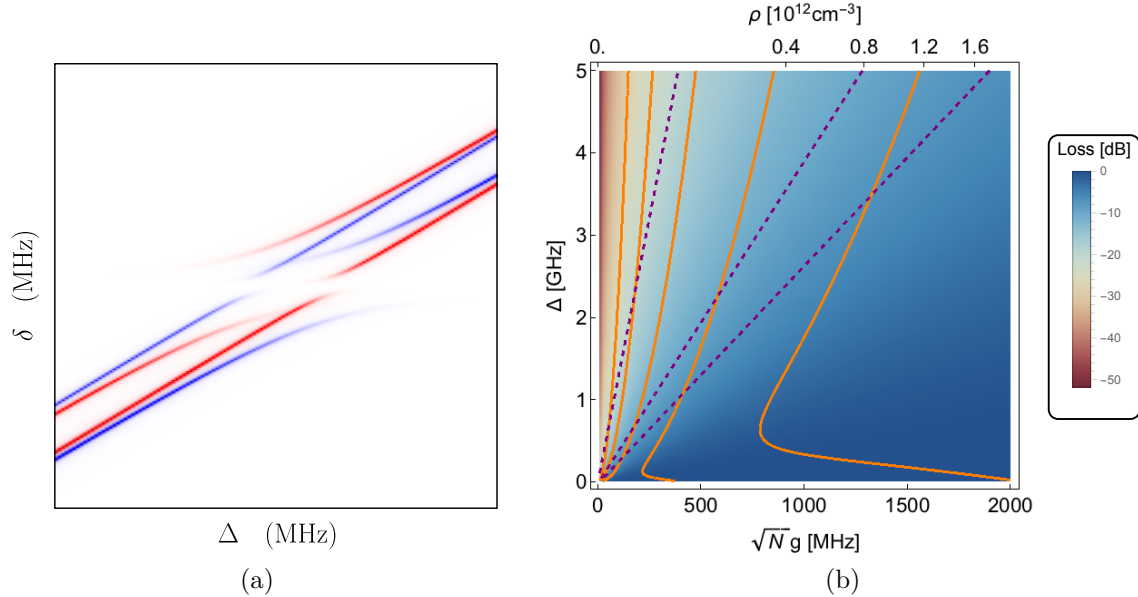 δ (MHz)
Δ (MHz)
(a)
ρ [10¹²cm⁻³]
0. 0.4 0.8 1.2 1.6
5
4
3
2
1
0
Δ [GHz]
0 500 1000 1500 2000
√N g [MHz]
(b)
Loss [dB]
0
−10
−20
−30
−40
−50